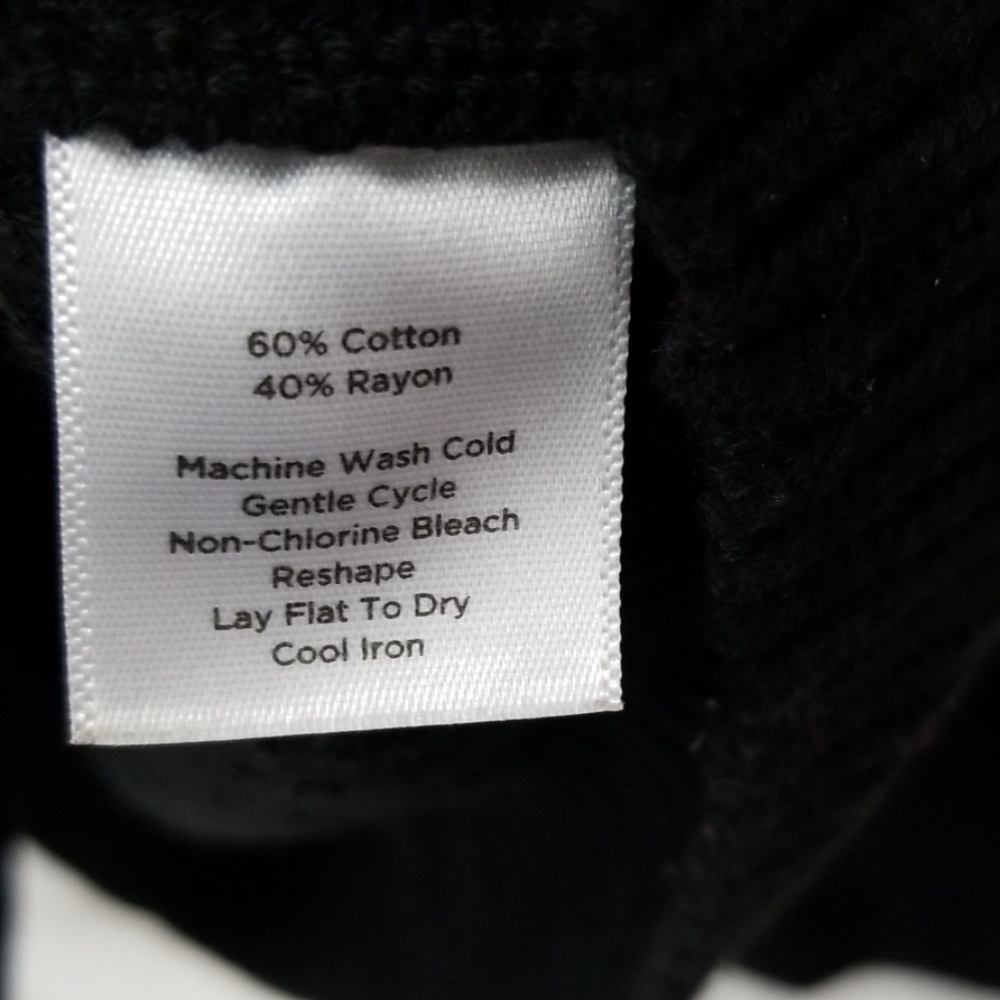 60% Cotton
40% Rayon
Machine Wash Cold
Gentle Cycle
Non-Chlorine Bleach
Reshape
Lay Flat To Dry
Cool Iron